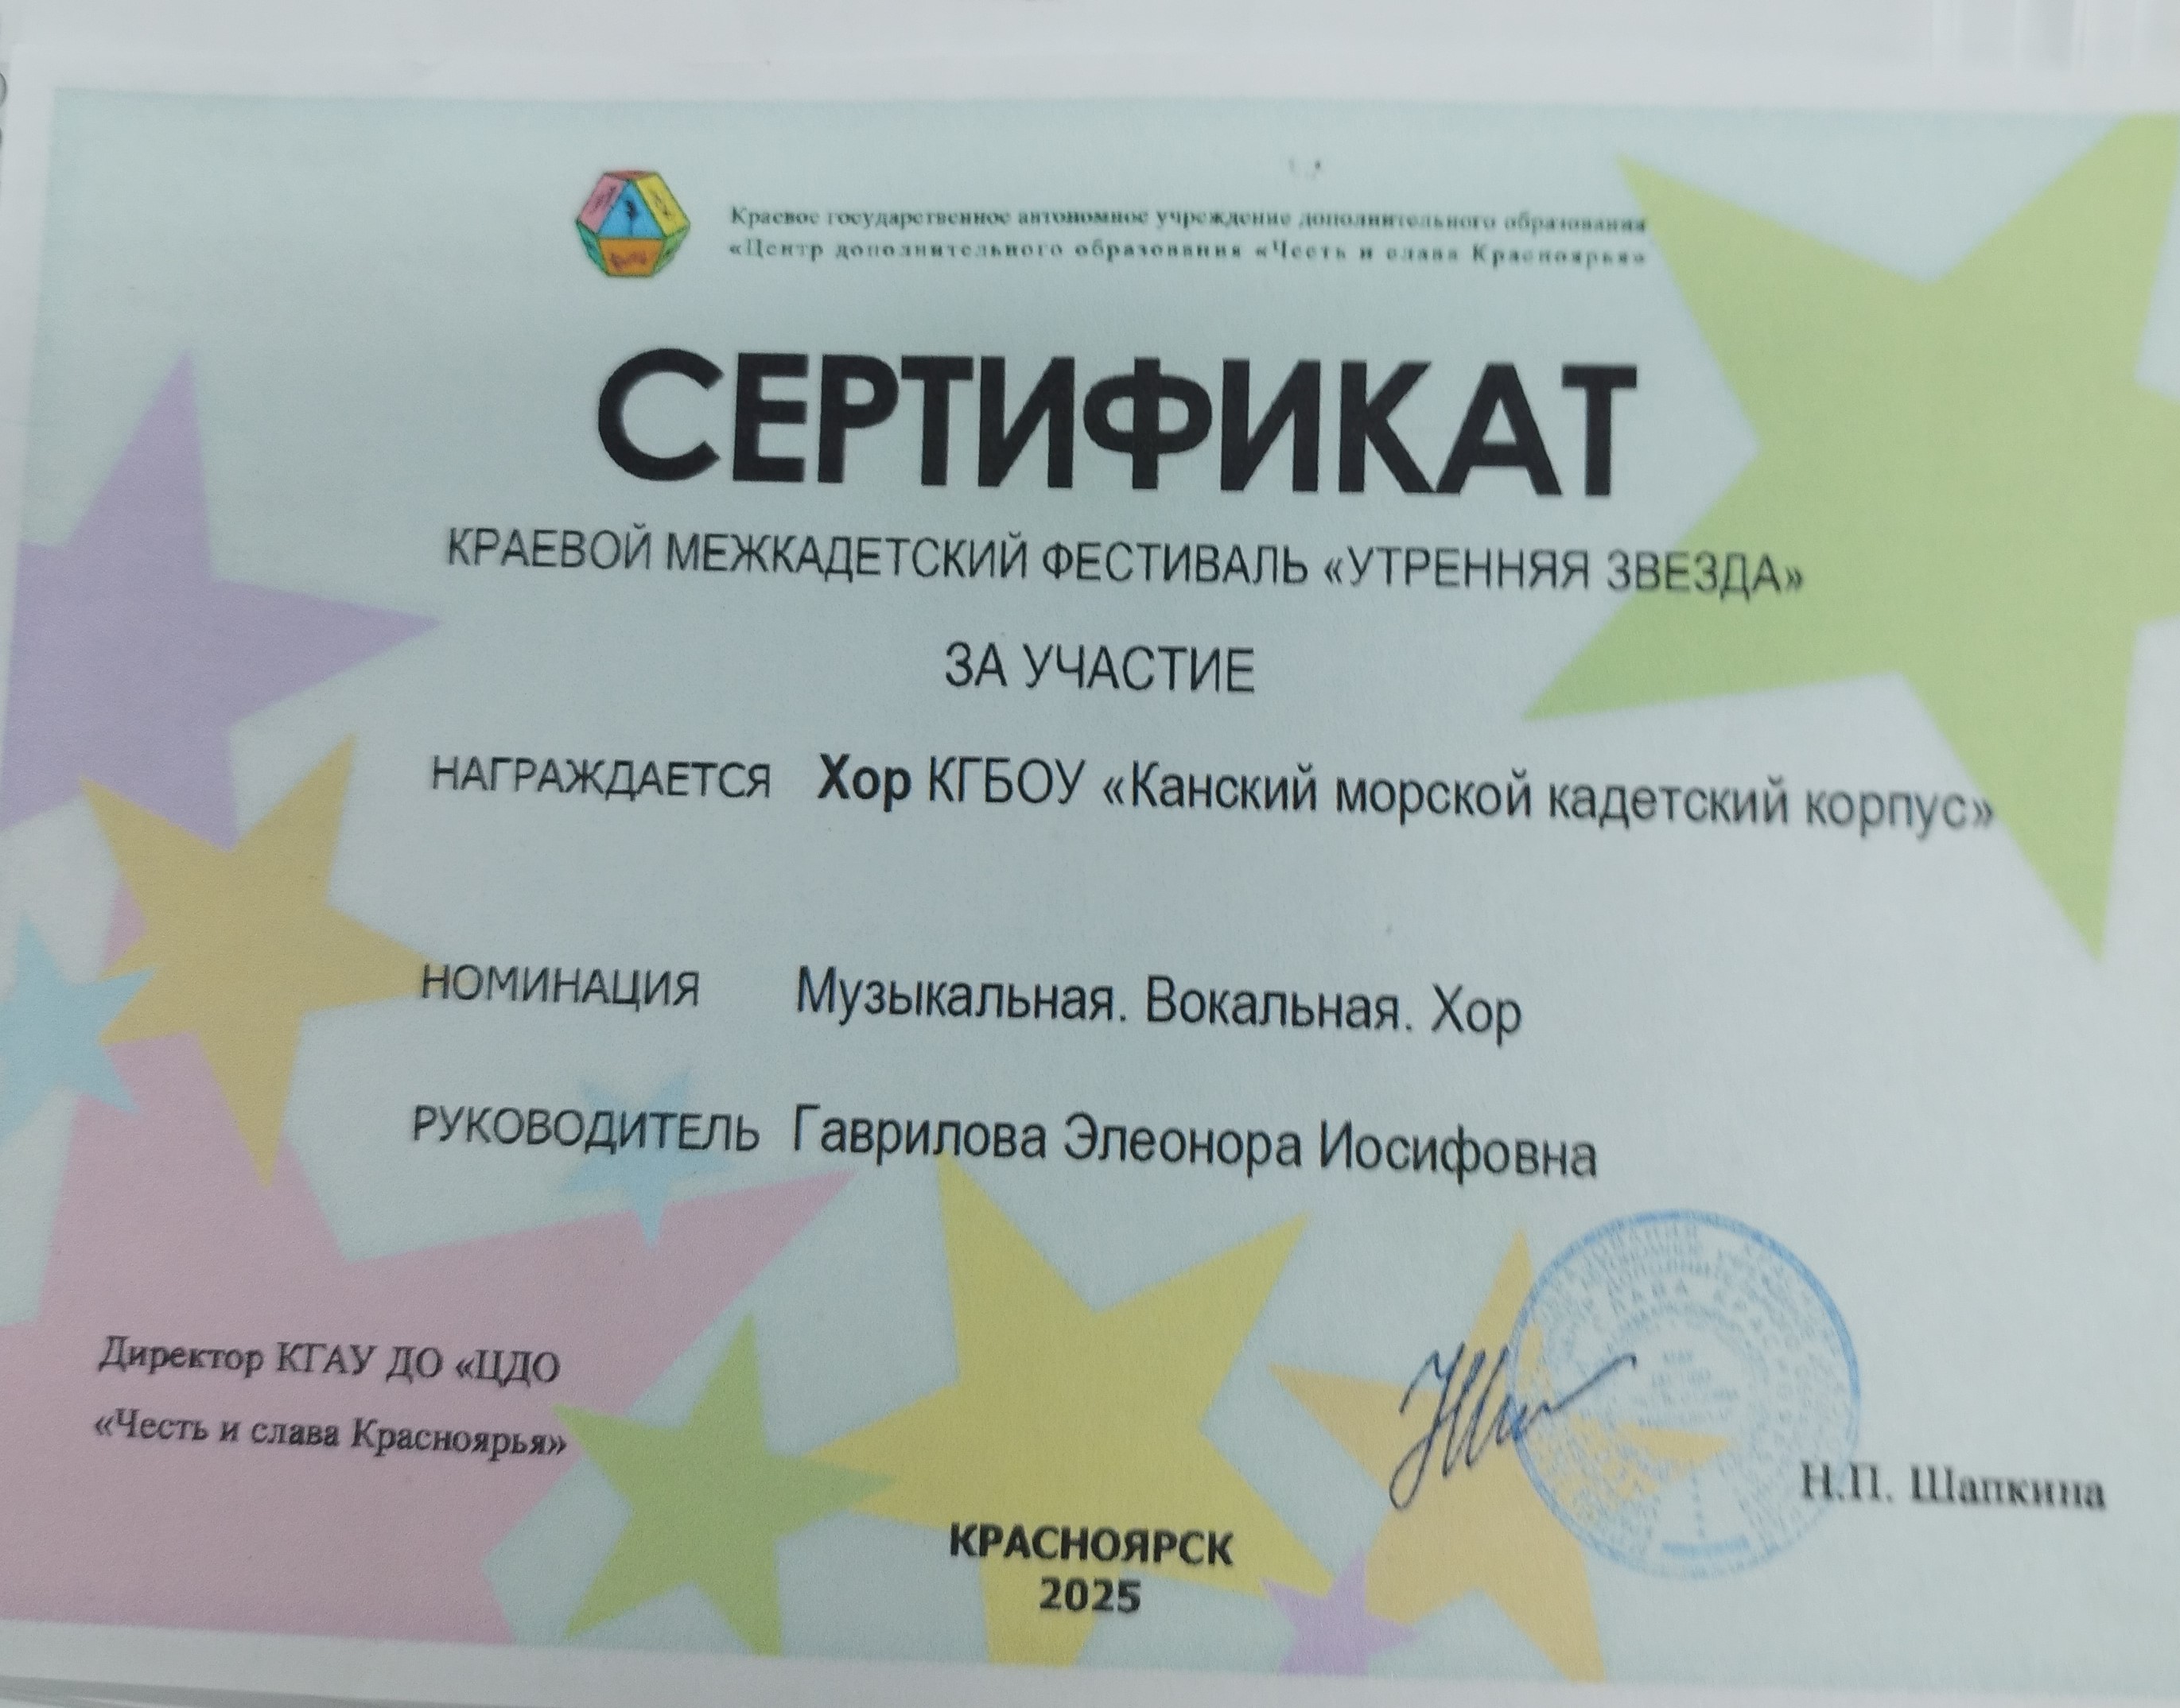 Краевое государственное автономное учреждение дополнительного образования
«Центр дополнительного образования «Честь и слава Красноярья»
СЕРТИФИКАТ
КРАЕВОЙ МЕЖКАДЕТСКИЙ ФЕСТИВАЛЬ «УТРЕННЯЯ ЗВЕЗДА»
ЗА УЧАСТИЕ
НАГРАЖДАЕТСЯ Хор КГБОУ «Канский морской кадетский корпус»
НОМИНАЦИЯ Музыкальная. Вокальная. Хор
РУКОВОДИТЕЛЬ Гаврилова Элеонора Иосифовна
Директор КГАУ ДО «ЦДО
«Честь и слава Красноярья»
Н.П. Шапкина
КРАСНОЯРСК
2025